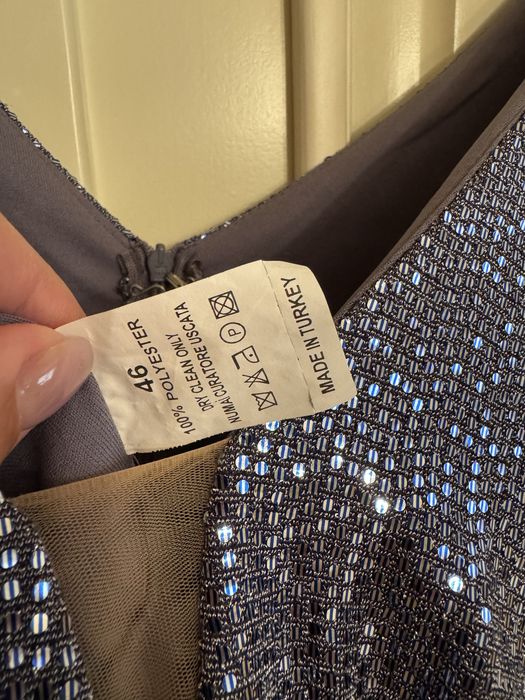 46
100% POLYESTER
DRY CLEAN ONLY
NUMAI CURATORE USCATA
P
MADE IN TURKEY